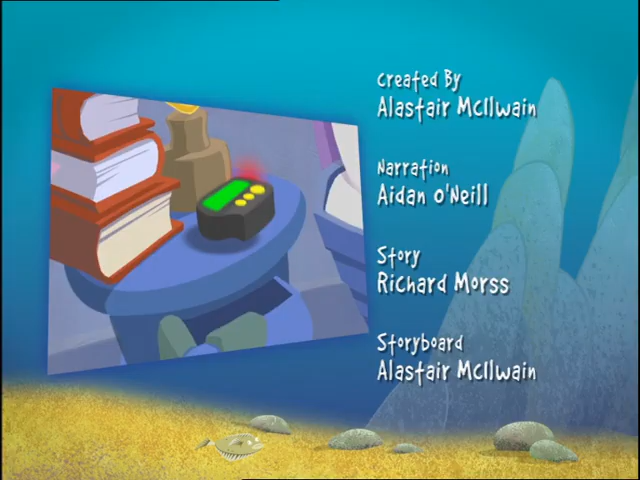 Created By
Alastair McIlwain
Narration
Aidan O'Neill
Story
Richard Morss
Storyboard
Alastair McIlwain